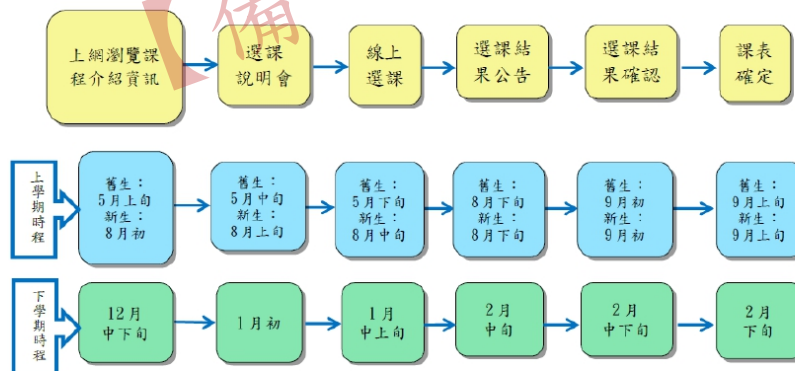 【備
上網瀏覽課
程介紹資訊
選課
說明會
線上
選課
選課結
果公告
選課結
果確認
課表
確定
上學期時程
舊生：
5月上旬
新生：
8月初
舊生：
5月中旬
新生：
8月上旬
舊生：
5月下旬
新生：
8月中旬
舊生：
8月下旬
新生：
8月下旬
舊生：
9月初
新生：
9月初
舊生：
9月上旬
新生：
9月上旬
下學期時程
12月
中下旬
1月初
1月
中上旬
2月
中旬
2月
中下旬
2月
下旬